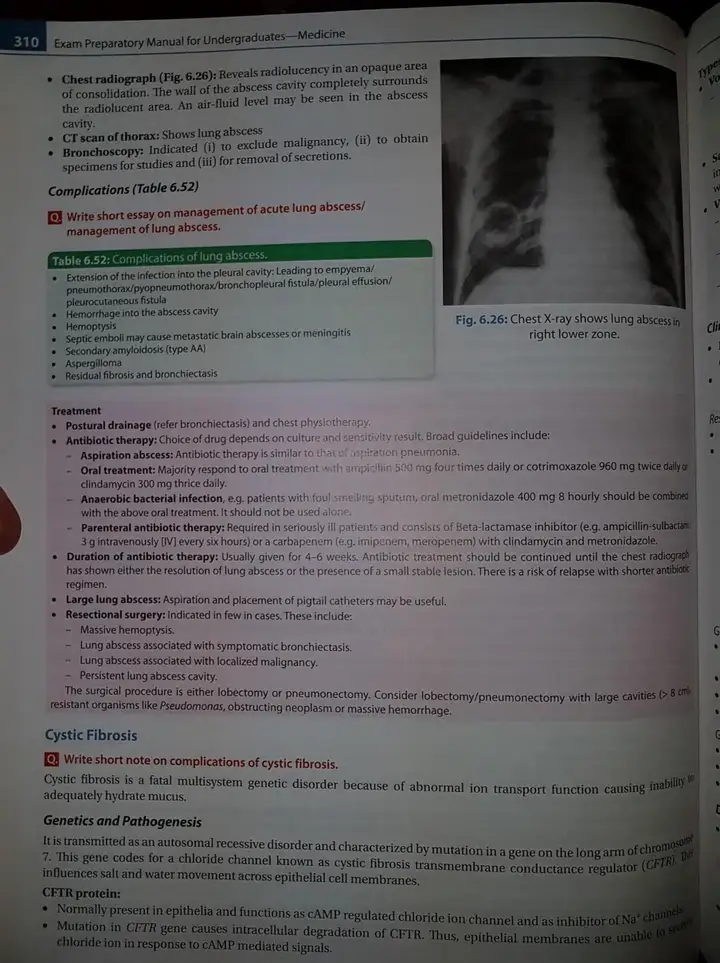 310 Exam Preparatory Manual for Undergraduates—Medicine
• Chest radiograph (Fig. 6.26): Reveals radiolucency in an opaque area
of consolidation. The wall of the abscess cavity completely surrounds
the radiolucent area. An air-fluid level may be seen in the abscess
cavity.
• CT scan of thorax: Shows lung abscess
• Bronchoscopy: Indicated (i) to exclude malignancy, (ii) to obtain
specimens for studies and (iii) for removal of secretions.
Complications (Table 6.52)
Q. Write short essay on management of acute lung abscess/
management of lung abscess.
Table 6.52: Complications of lung abscess.
• Extension of the infection into the pleural cavity: Leading to empyema/
pneumothorax/pyopneumothorax/bronchopleural fistula/pleural effusion/
pleurocutaneous fistula
• Hemorrhage into the abscess cavity
• Hemoptysis
• Septic emboli may cause metastatic brain abscesses or meningitis
• Secondary amyloidosis (type AA)
• Aspergilloma
• Residual fibrosis and bronchiectasis
Fig. 6.26: Chest X-ray shows lung abscess in
right lower zone.
Treatment
• Postural drainage (refer bronchiectasis) and chest physiotherapy.
• Antibiotic therapy: Choice of drug depends on culture and sensitivity result. Broad guidelines include:
– Aspiration abscess: Antibiotic therapy is similar to that of aspiration pneumonia.
– Oral treatment: Majority respond to oral treatment with ampicillin 500 mg four times daily or cotrimoxazole 960 mg twice daily or
clindamycin 300 mg thrice daily.
– Anaerobic bacterial infection, e.g. patients with foul smelling sputum, oral metronidazole 400 mg 8 hourly should be combined
with the above oral treatment. It should not be used alone.
– Parenteral antibiotic therapy: Required in seriously ill patients and consists of Beta-lactamase inhibitor (e.g. ampicillin-sulbactam
3 g intravenously [IV] every six hours) or a carbapenem (e.g. imipenem, meropenem) with clindamycin and metronidazole.
• Duration of antibiotic therapy: Usually given for 4–6 weeks. Antibiotic treatment should be continued until the chest radiograph
has shown either the resolution of lung abscess or the presence of a small stable lesion. There is a risk of relapse with shorter antibiotic
regimen.
• Large lung abscess: Aspiration and placement of pigtail catheters may be useful.
• Resectional surgery: Indicated in few in cases. These include:
– Massive hemoptysis.
– Lung abscess associated with symptomatic bronchiectasis.
– Lung abscess associated with localized malignancy.
– Persistent lung abscess cavity.
The surgical procedure is either lobectomy or pneumonectomy. Consider lobectomy/pneumonectomy with large cavities (> 8 cm),
resistant organisms like Pseudomonas, obstructing neoplasm or massive hemorrhage.
Cystic Fibrosis
Q. Write short note on complications of cystic fibrosis.
Cystic fibrosis is a fatal multisystem genetic disorder because of abnormal ion transport function causing inability to
adequately hydrate mucus.
Genetics and Pathogenesis
It is transmitted as an autosomal recessive disorder and characterized by mutation in a gene on the long arm of chromosome
7. This gene codes for a chloride channel known as cystic fibrosis transmembrane conductance regulator (CFTR). This
influences salt and water movement across epithelial cell membranes.
CFTR protein:
• Normally present in epithelia and functions as cAMP regulated chloride ion channel and as inhibitor of Na⁺ channels.
• Mutation in CFTR gene causes intracellular degradation of CFTR. Thus, epithelial membranes are unable to secrete
chloride ion in response to cAMP mediated signals.